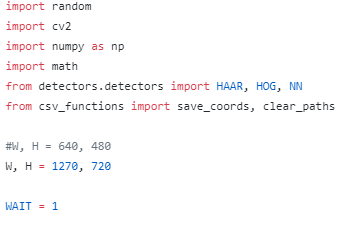 import random
import cv2
import numpy as np
import math
from detectors.detectors import HAAR, HOG, NN
from csv_functions import save_coords, clear_paths
#W, H = 640, 480
W, H = 1270, 720
WAIT = 1